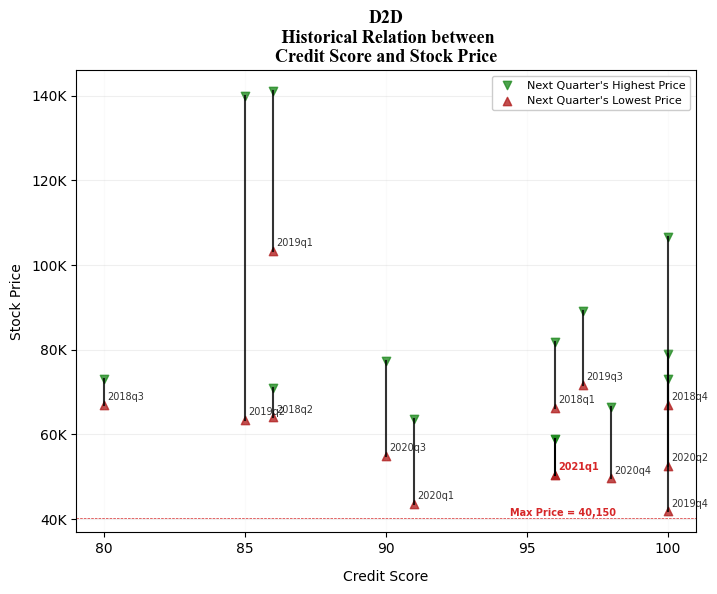 D2D
Historical Relation between
Credit Score and Stock Price
Next Quarter's Highest Price
Next Quarter's Lowest Price
140K
120K
100K
80K
60K
40K
Stock Price
2019q1
2018q3
2019q2
2018q2
2020q3
2020q1
2019q3
2018q1
2018q4
2021q1
2020q4
2020q2
2019q4
Max Price = 40,150
80
85
90
95
100
Credit Score